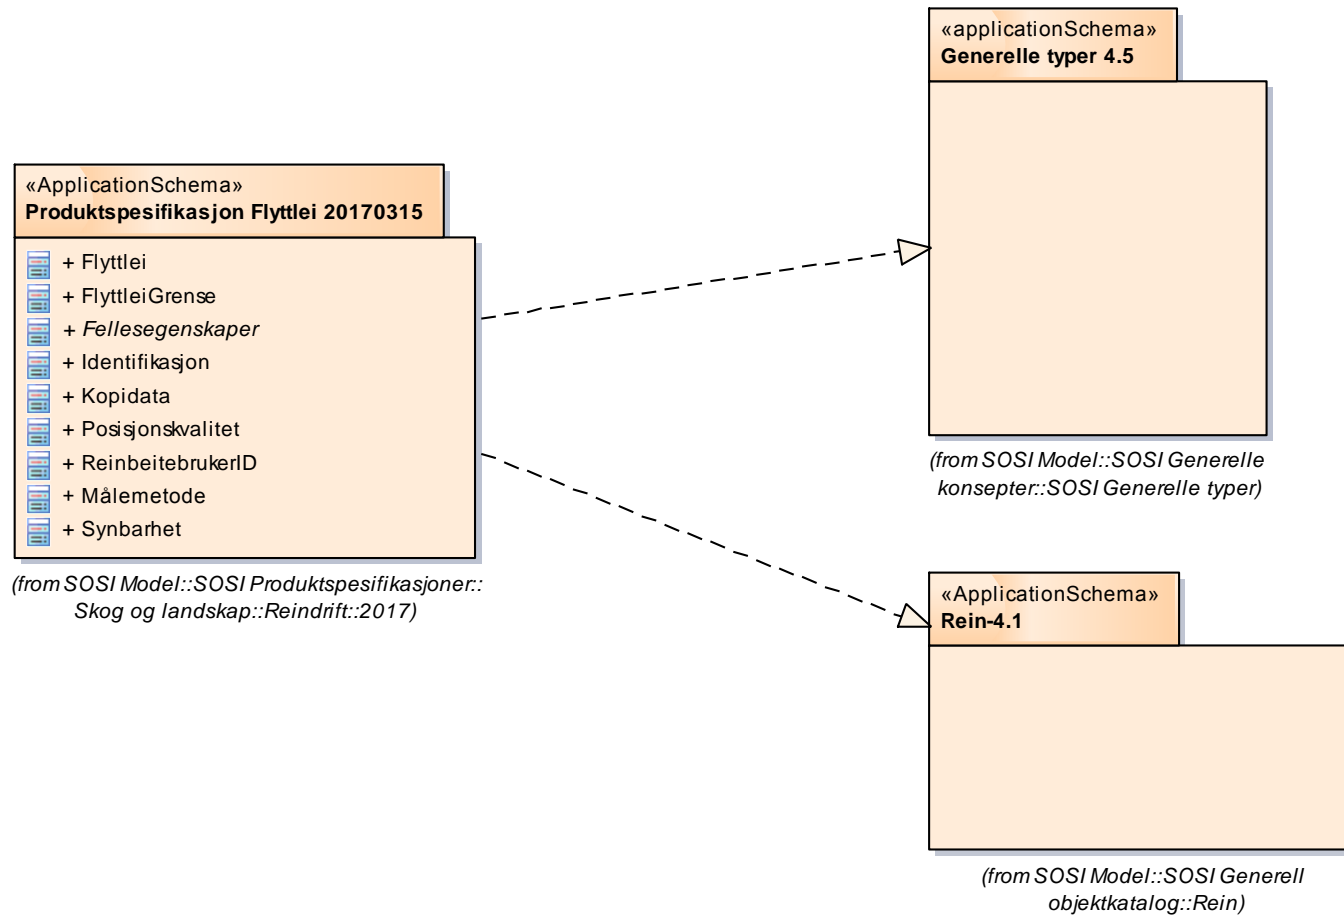 «ApplicationSchema»
Produktspesifikasjon Flyttlei 20170315
+ Flyttlei
+ FlyttleiGrense
+ Fellesegenskaper
+ Identifikasjon
+ Kopidata
+ Posisjonskvalitet
+ ReinbeitebrukerID
+ Målemetode
+ Synbarhet
(from SOSI Model::SOSI Produktspesifikasjoner::
Skog og landskap::Reindrift::2017)
«applicationSchema»
Generelle typer 4.5
(from SOSI Model::SOSI Generelle
konsepter::SOSI Generelle typer)
«ApplicationSchema»
Rein-4.1
(from SOSI Model::SOSI Generell
objektkatalog::Rein)